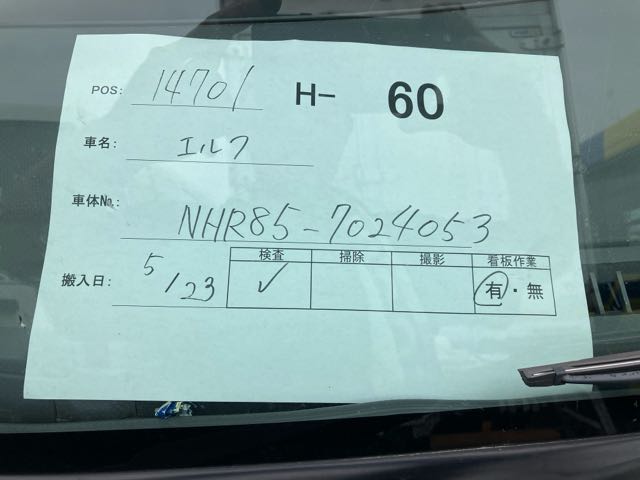 POS: 14701 H- 60
車名: エルフ
車体No.: NHR85-7024053
搬入日: 5/23
検査 掃除 撮影 看板作業
✓ 有・無